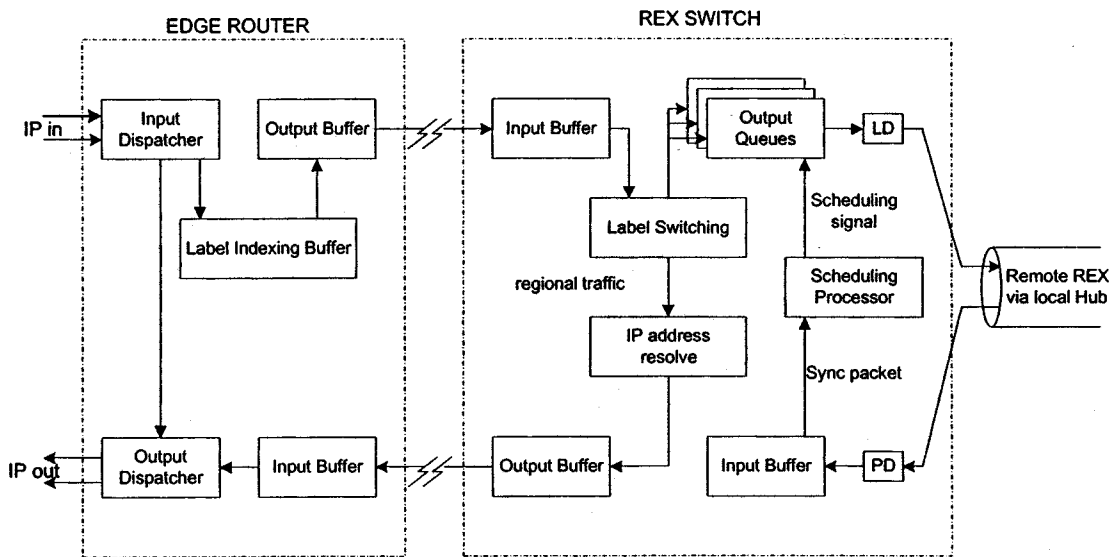 EDGE ROUTER
REX SWITCH
IP in
Input
Dispatcher
Output Buffer
Input Buffer
Output
Queues
LD
Label Indexing Buffer
Label Switching
Scheduling
signal
regional traffic
Scheduling
Processor
Remote REX
via local Hub
IP address
resolve
Sync packet
IP out
Output
Dispatcher
Input Buffer
Output Buffer
Input Buffer
PD